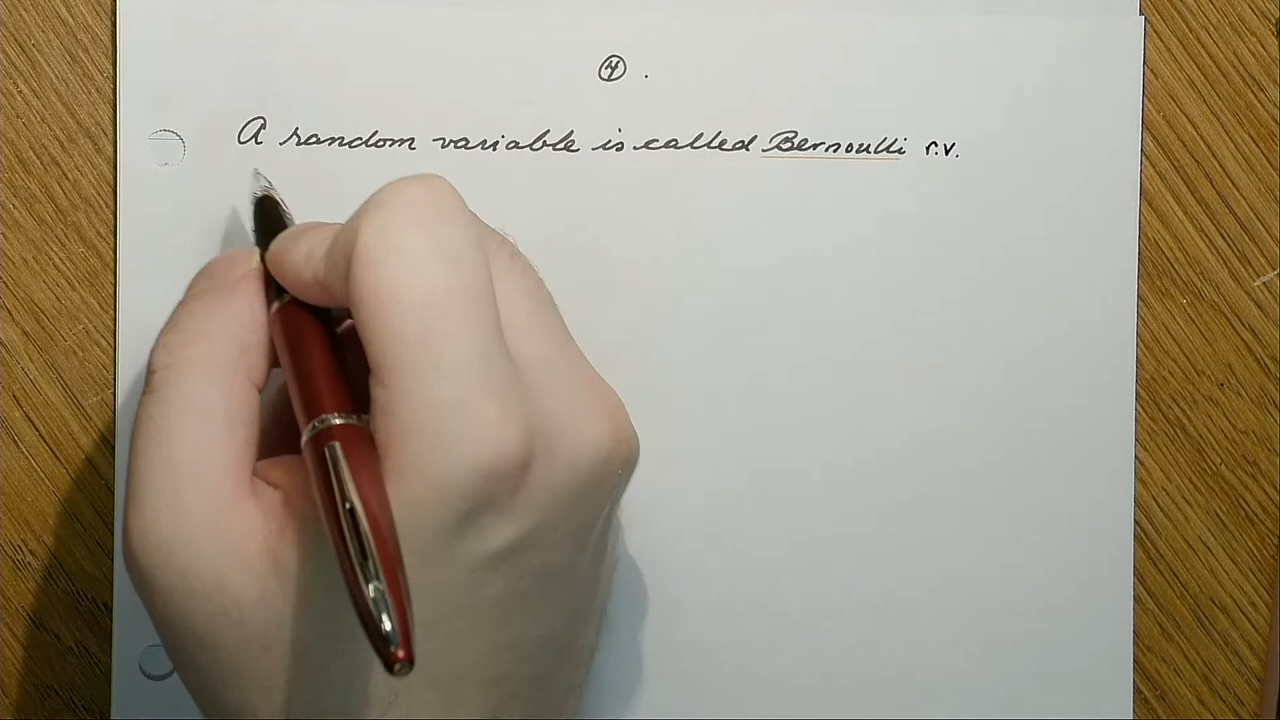 ④ .
A random variable is called Bernoulli r.v.